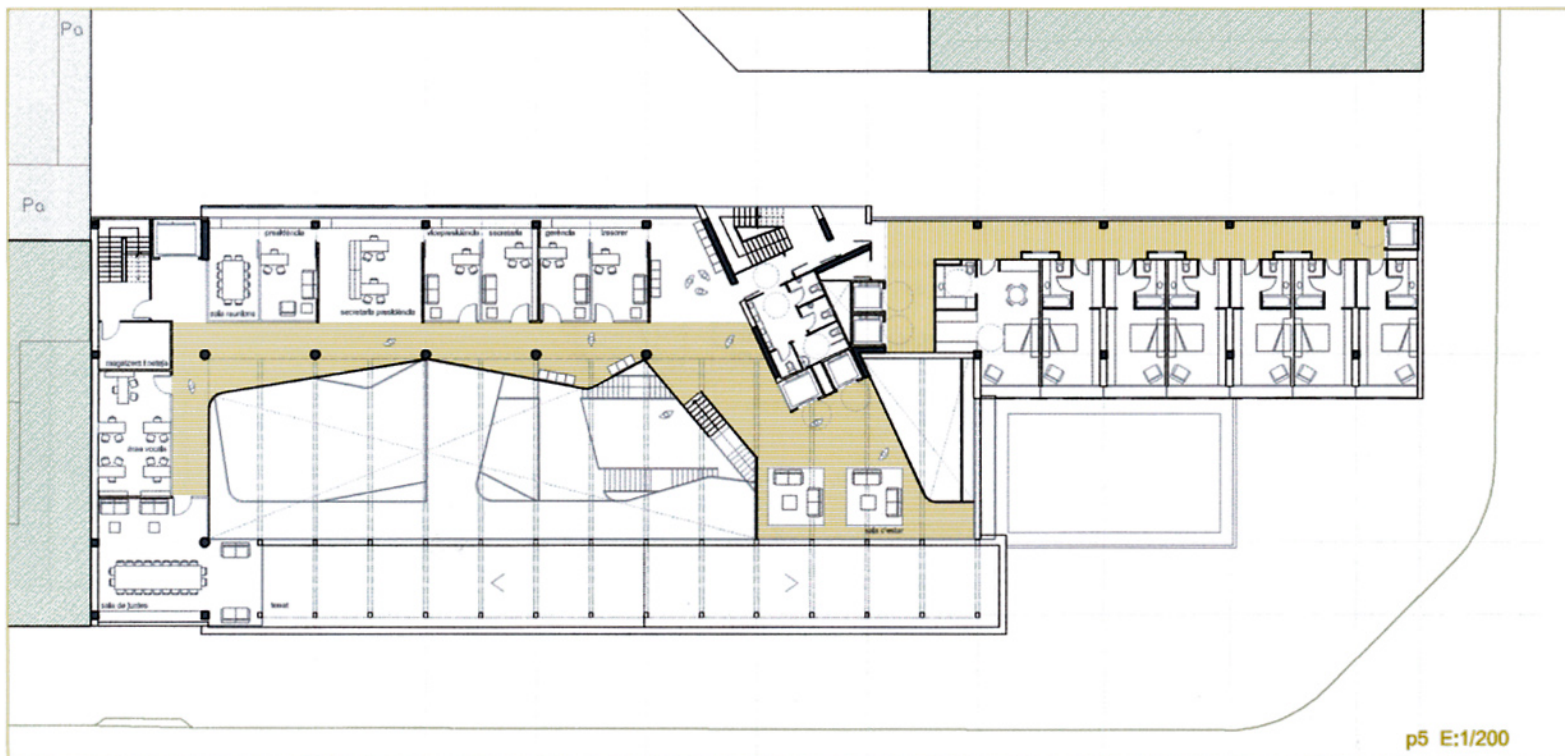 Pa
Pa
presidència
vicepresidència
secretaria
gerència
tresorer
sala reunions
secretaria presidència
magatzem i neteja
àrea vocals
sala d'estar
sala de juntes
terrat
p5 E:1/200